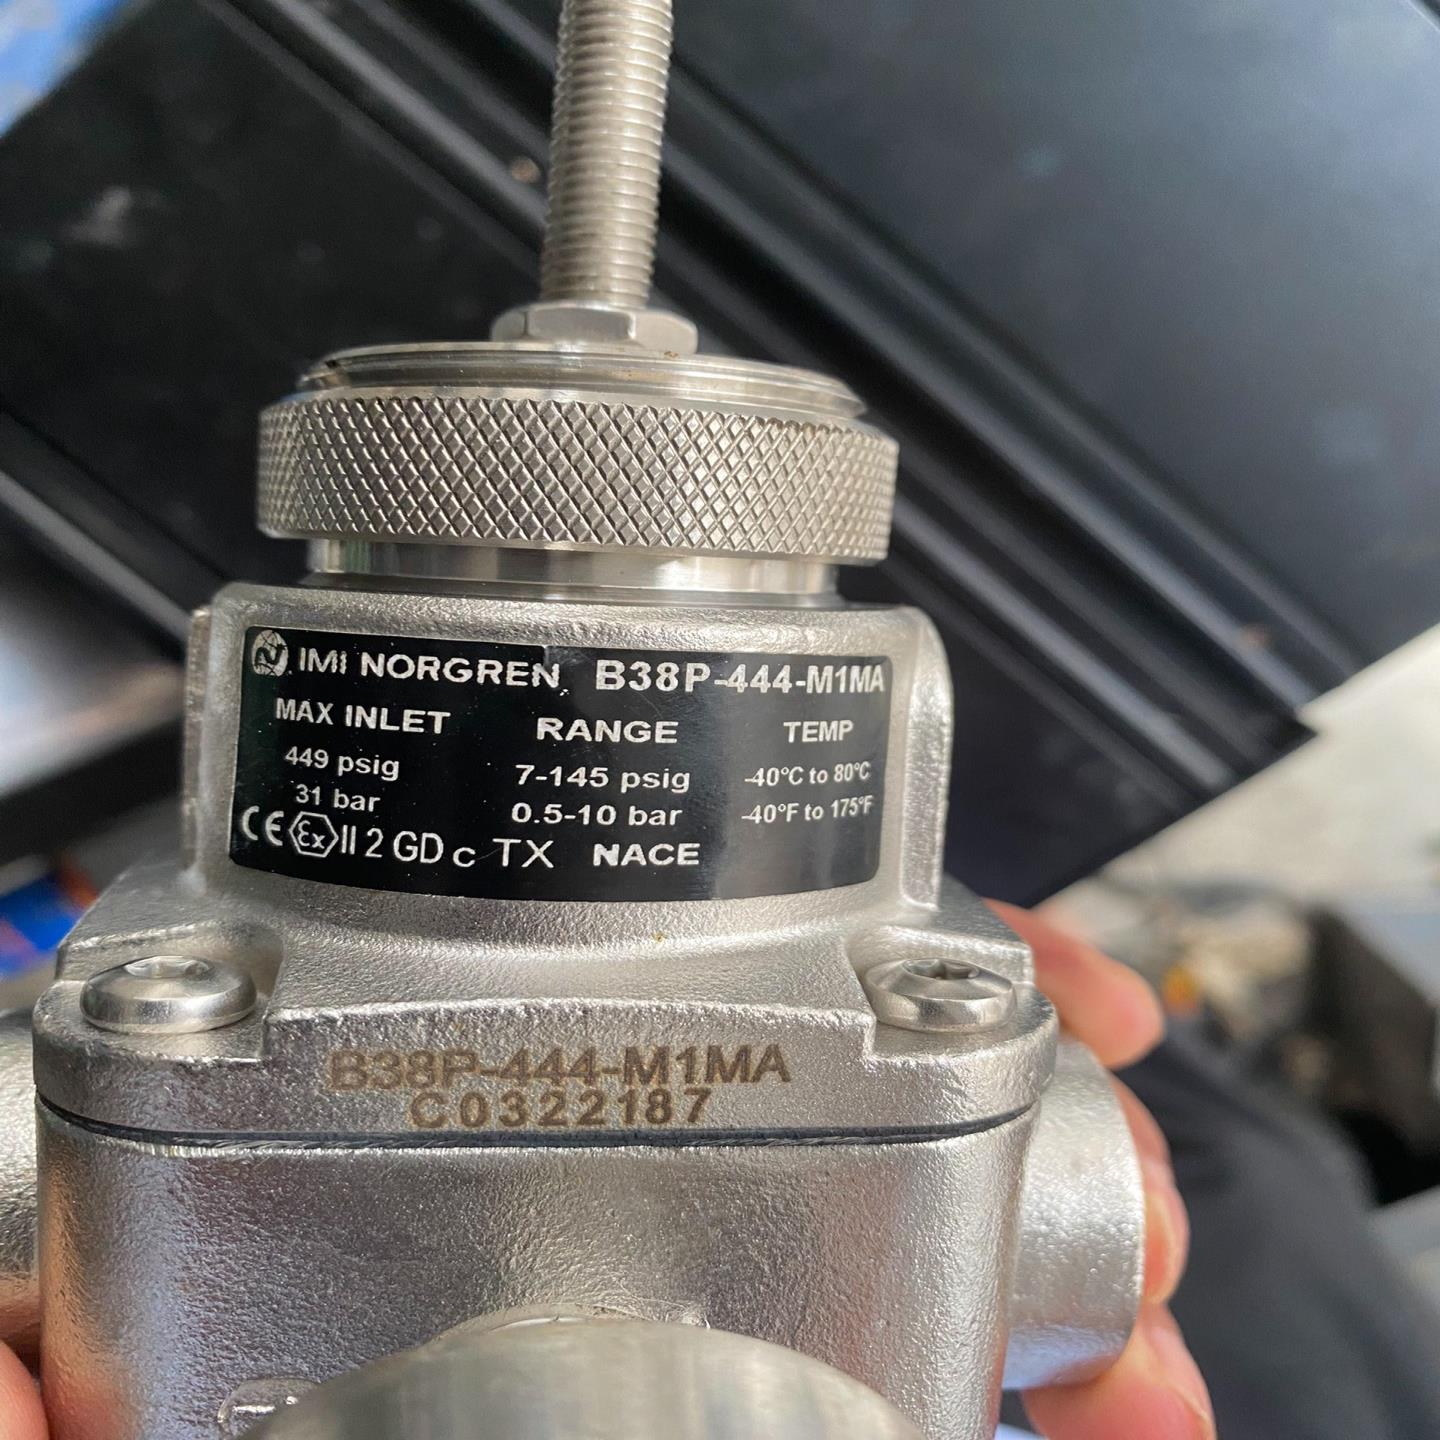 IMI NORGREN B38P-444-M1MA
MAX INLET RANGE TEMP
449 psig 7-145 psig -40°C to 80°C
31 bar 0.5-10 bar -40°F to 175°F
CE Ex II 2 GD c TX NACE
B38P-444-M1MA
C0322187